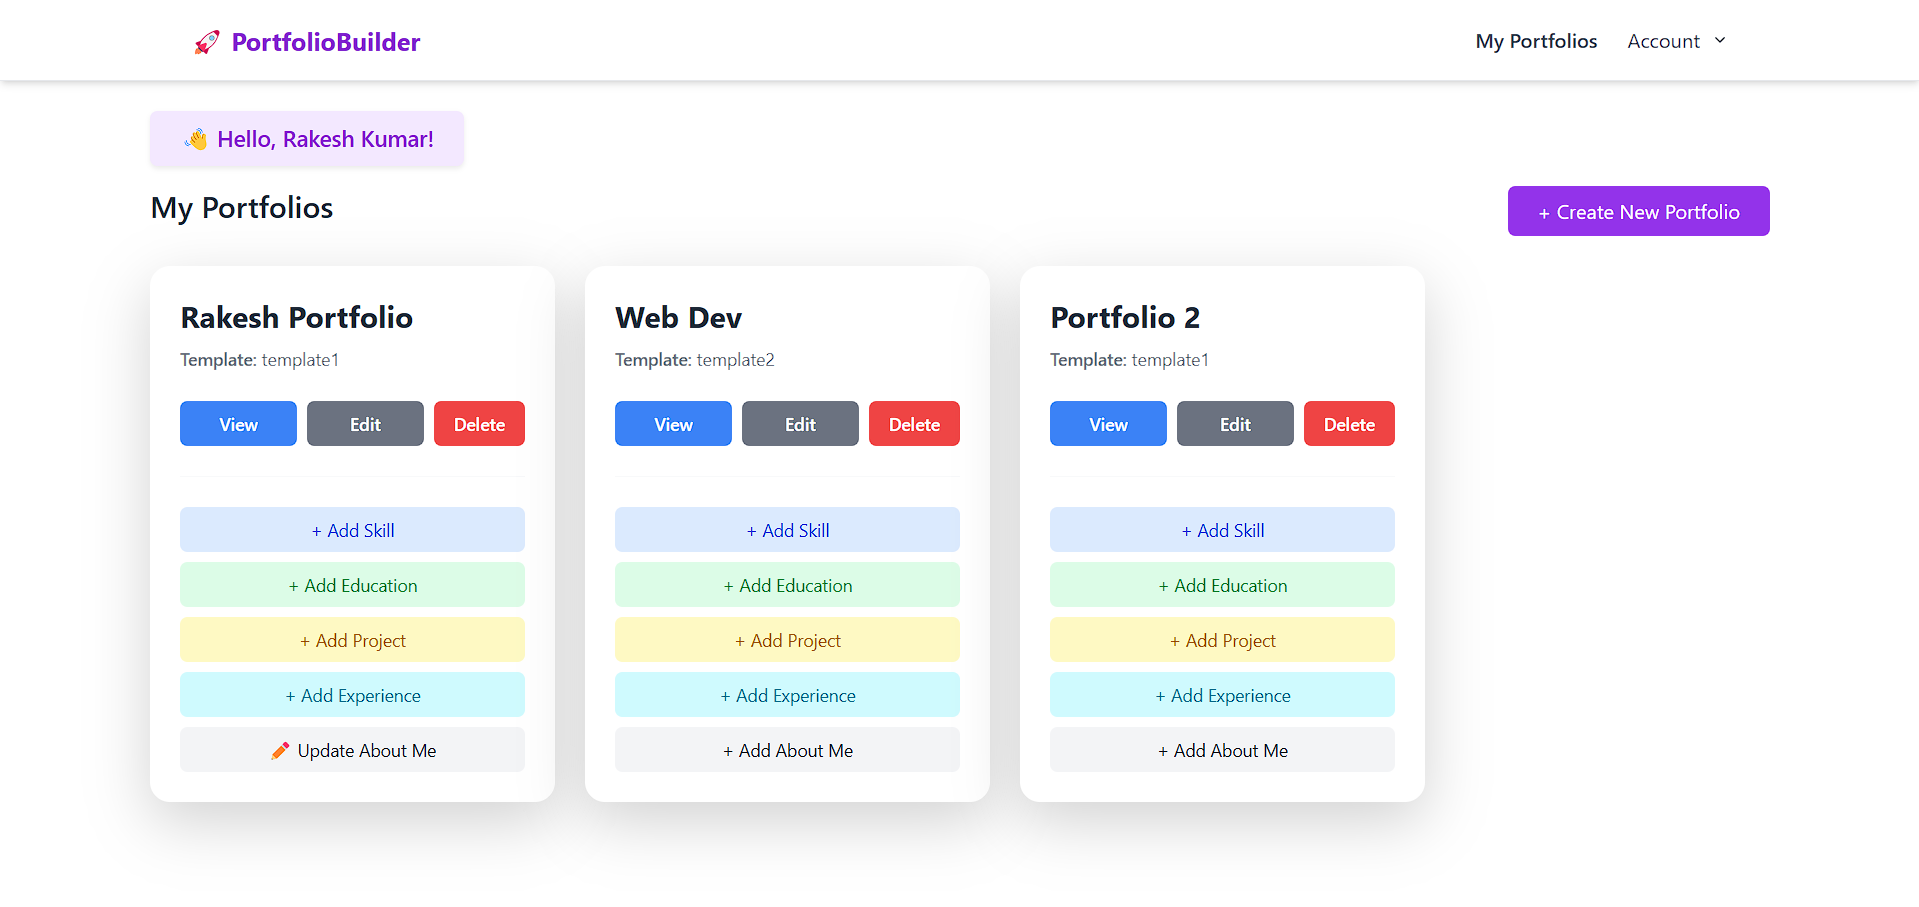 🚀 PortfolioBuilder
My Portfolios
Account
👋 Hello, Rakesh Kumar!
My Portfolios
+ Create New Portfolio
Rakesh Portfolio
Template: template1
View
Edit
Delete
+ Add Skill
+ Add Education
+ Add Project
+ Add Experience
✏️ Update About Me
Web Dev
Template: template2
View
Edit
Delete
+ Add Skill
+ Add Education
+ Add Project
+ Add Experience
+ Add About Me
Portfolio 2
Template: template1
View
Edit
Delete
+ Add Skill
+ Add Education
+ Add Project
+ Add Experience
+ Add About Me